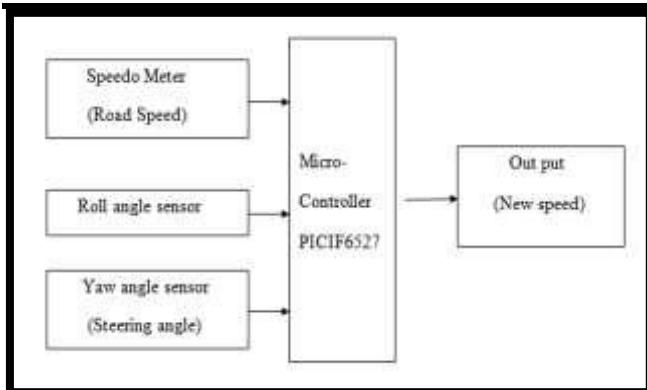 Speedo Meter
(Road Speed)
Roll angle sensor
Yaw angle sensor
(Steering angle)
Micro-
Controller
PICIF6527
Out put
(New speed)